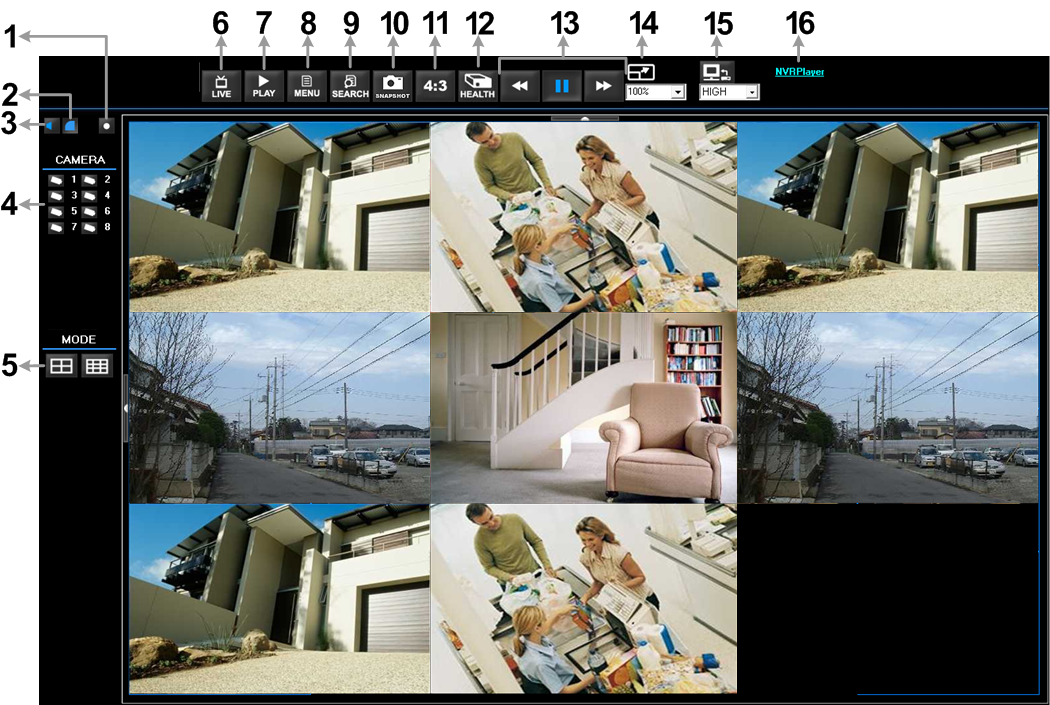 6 7 8 9 10 11 12 13 14 15 16
1
2
3
LIVE PLAY MENU SEARCH SNAPSHOT 4:3 HEALTH 100% HIGH NVRPlayer
CAMERA
1 2
4 3 4
5 6
7 8
MODE
5